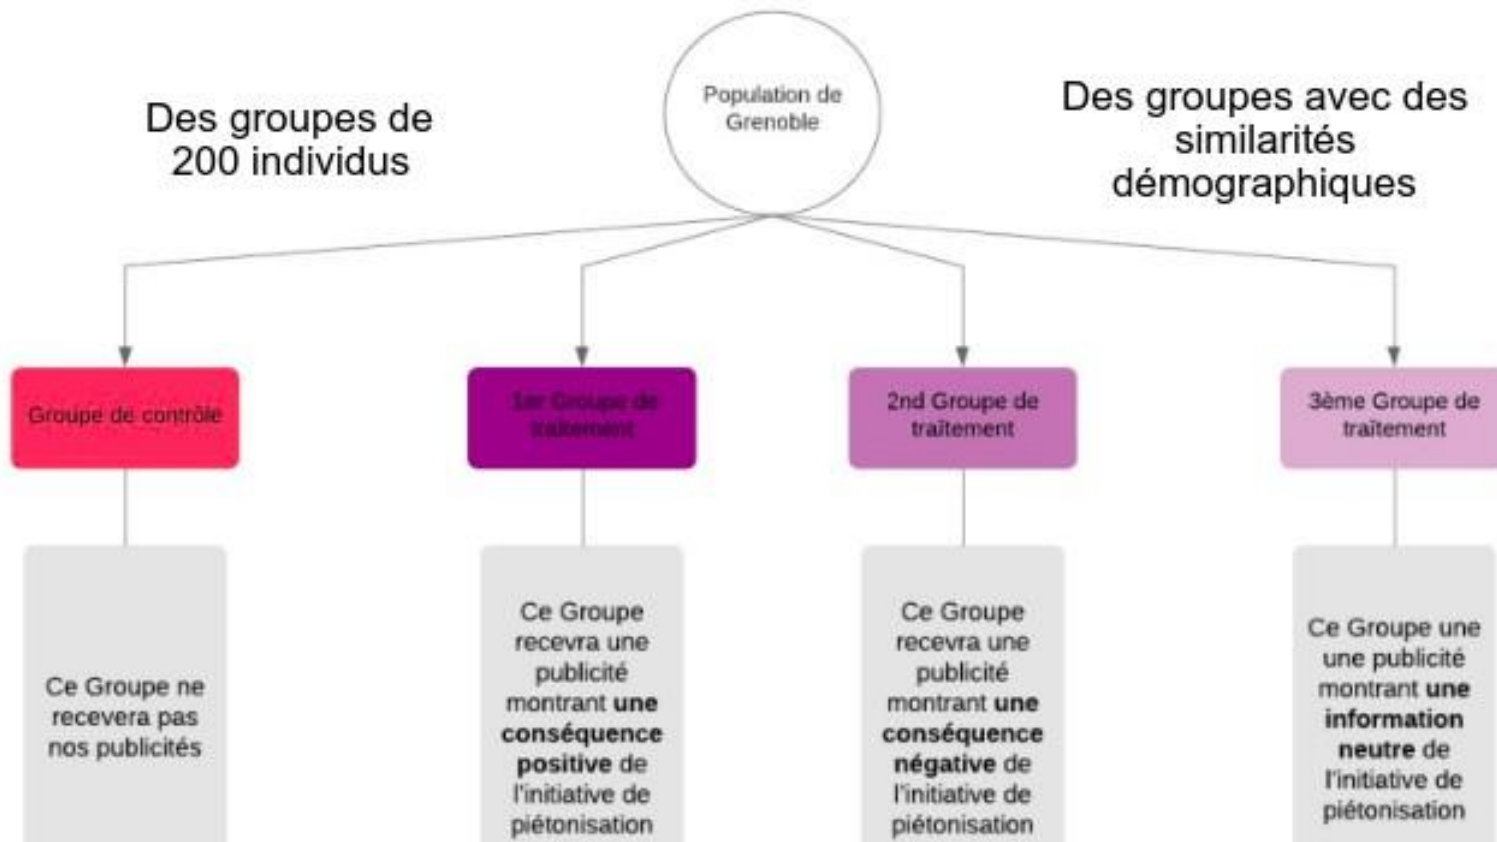 Des groupes de
200 individus
Population de
Grenoble
Des groupes avec des
similarités
démographiques
Groupe de contrôle
1er Groupe de
traîtement
2nd Groupe de
traîtement
3ème Groupe de
traîtement
Ce Groupe ne
recevera pas
nos publicités
Ce Groupe
recevra une
publicité
montrant une
conséquence
positive de
l'initiative de
piétonisation
Ce Groupe
recevra une
publicité
montrant une
conséquence
négative de
l'initiative de
piétonisation
Ce Groupe une
une publicité
montrant une
information
neutre de
l'initiative de
piétonisation